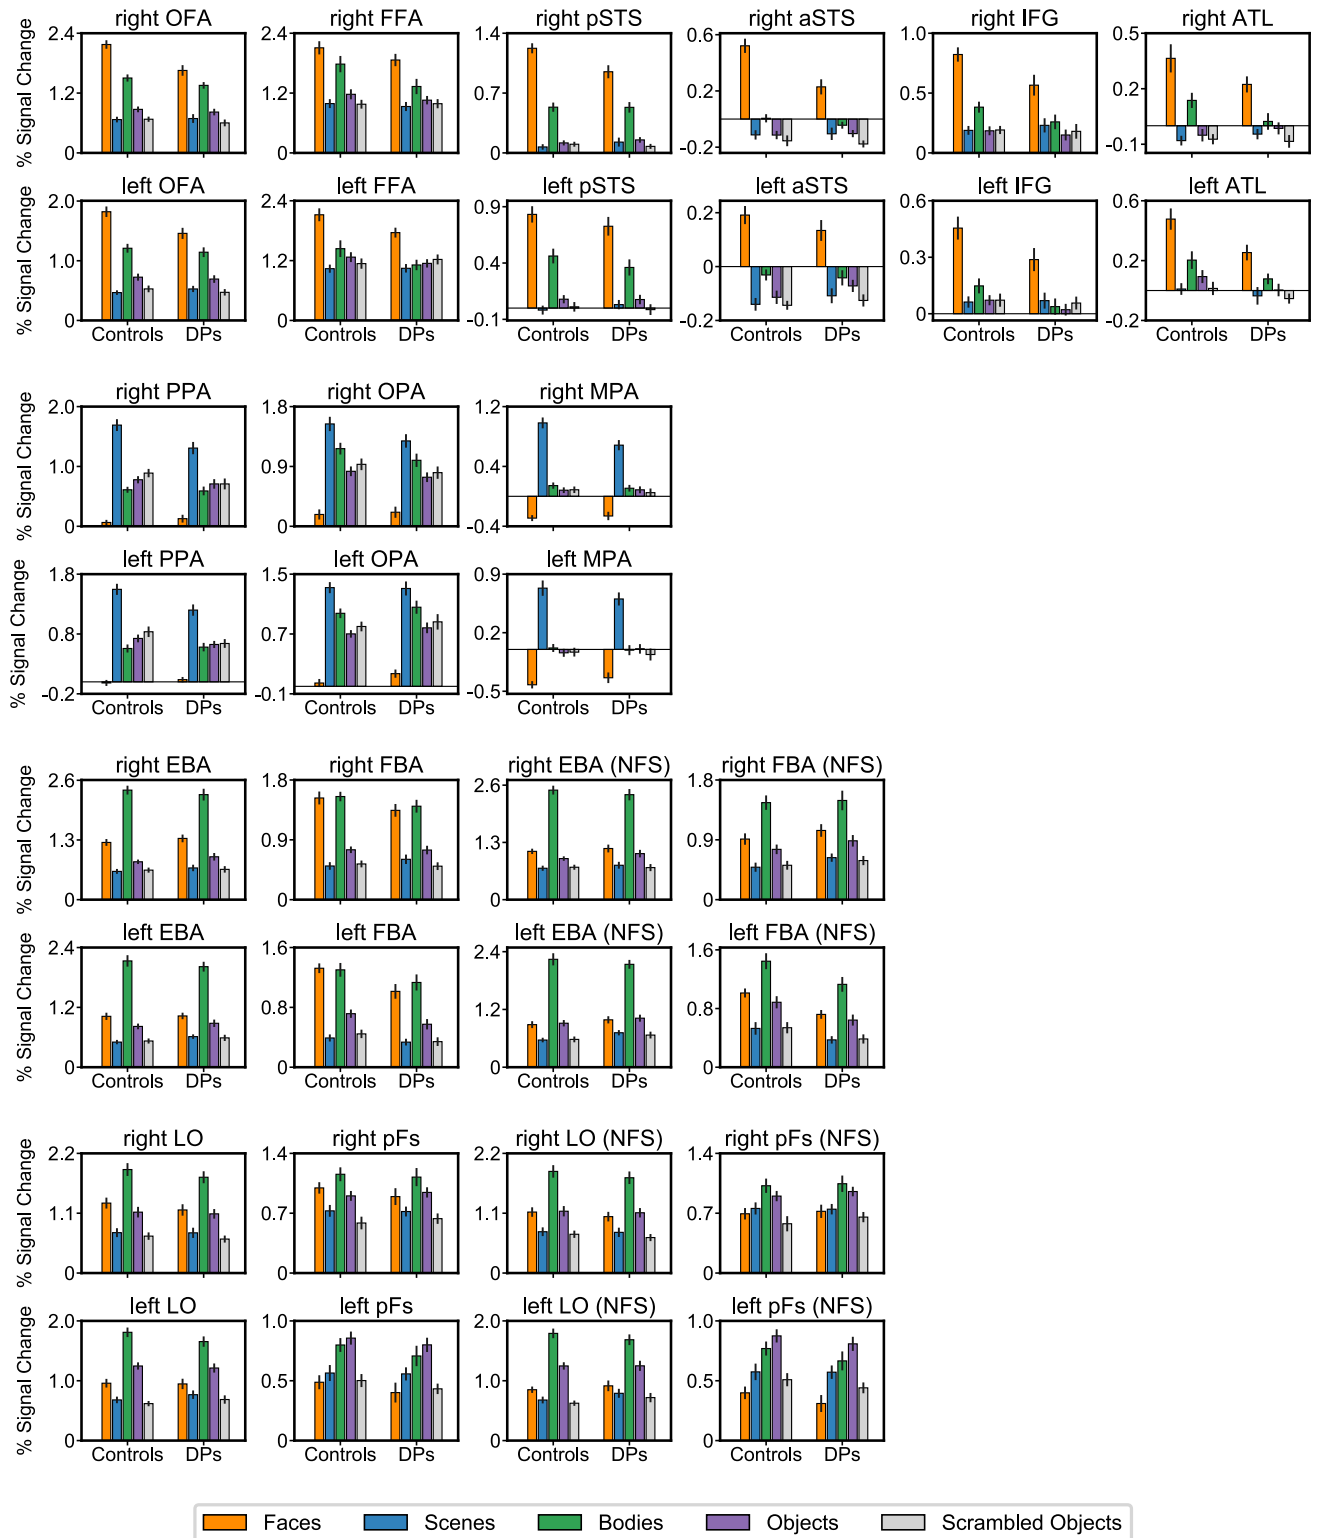 right OFA right FFA right pSTS right aSTS right IFG right ATL
% Signal Change
2.4 2.4 1.4 0.6 1.0 0.5
1.2 1.2 0.7 0.2 0.5 0.2
0 0 0 -0.2 0 -0.1
left OFA left FFA left pSTS left aSTS left IFG left ATL
% Signal Change
2.0 2.4 0.9 0.2 0.6 0.6
1.0 1.2 0.4 0 0.3 0.2
0 0 -0.1 -0.2 0 -0.2
Controls DPs Controls DPs Controls DPs Controls DPs Controls DPs Controls DPs
right PPA right OPA right MPA
% Signal Change
2.0 1.8 1.2
1.0 0.9 0.4
0 0 -0.4
left PPA left OPA left MPA
% Signal Change
1.8 1.5 0.9
0.8 0.7 0.2
-0.2 -0.1 -0.5
Controls DPs Controls DPs Controls DPs
right EBA right FBA right EBA (NFS) right FBA (NFS)
% Signal Change
2.6 1.8 2.6 1.8
1.3 0.9 1.3 0.9
0 0 0 0
left EBA left FBA left EBA (NFS) left FBA (NFS)
% Signal Change
2.4 1.6 2.4 1.6
1.2 0.8 1.2 0.8
0 0 0 0
Controls DPs Controls DPs Controls DPs Controls DPs
right LO right pFs right LO (NFS) right pFs (NFS)
% Signal Change
2.2 1.4 2.2 1.4
1.1 0.7 1.1 0.7
0 0 0 0
left LO left pFs left LO (NFS) left pFs (NFS)
% Signal Change
2.0 1.0 2.0 1.0
1.0 0.5 1.0 0.5
0 0 0 0
Controls DPs Controls DPs Controls DPs Controls DPs
Faces Scenes Bodies Objects Scrambled Objects